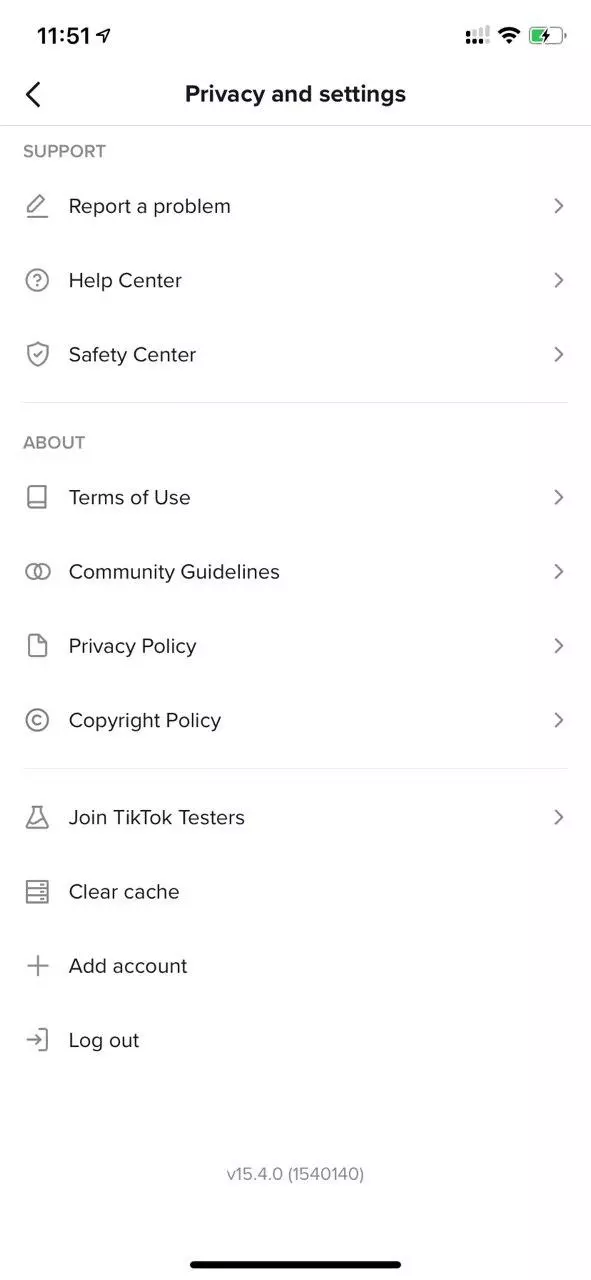 11:51
Privacy and settings
SUPPORT
Report a problem
Help Center
Safety Center
ABOUT
Terms of Use
Community Guidelines
Privacy Policy
Copyright Policy
Join TikTok Testers
Clear cache
Add account
Log out
v15.4.0 (1540140)